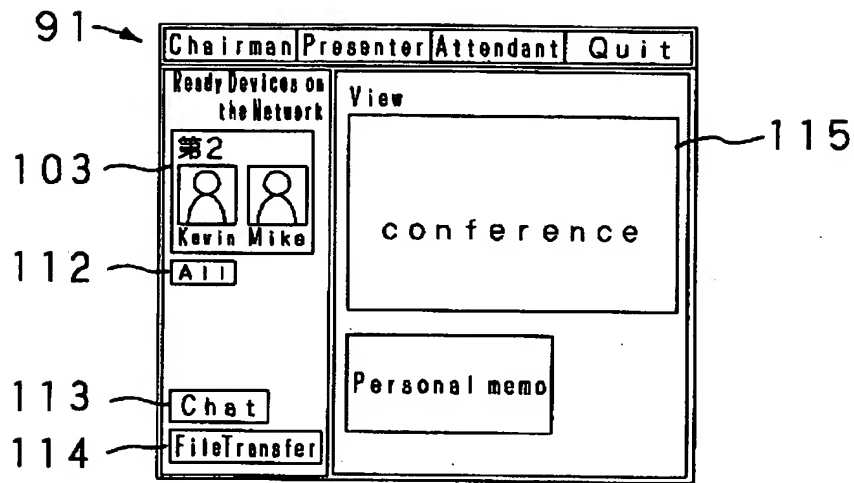 91
Chairman Presenter Attendant Quit
Ready Devices on
the Network
View
第2
115
103
Kevin Mike
conference
112
All
Personal memo
113
Chat
114
FileTransfer